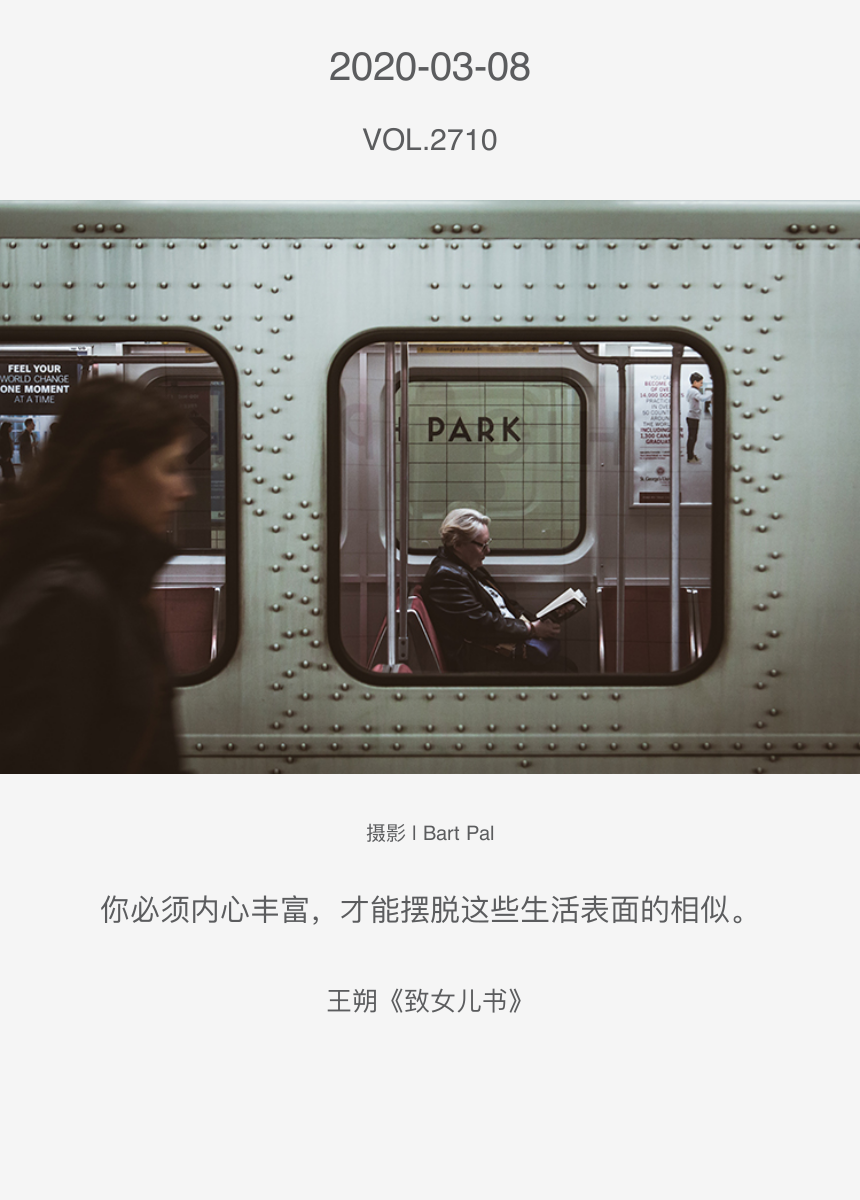 2020-03-08
VOL.2710
FEEL YOUR
WORLD CHANGE
ONE MOMENT
AT A TIME
PARK
摄影 l Bart Pal
你必须内心丰富，才能摆脱这些生活表面的相似。
王朔《致女儿书》